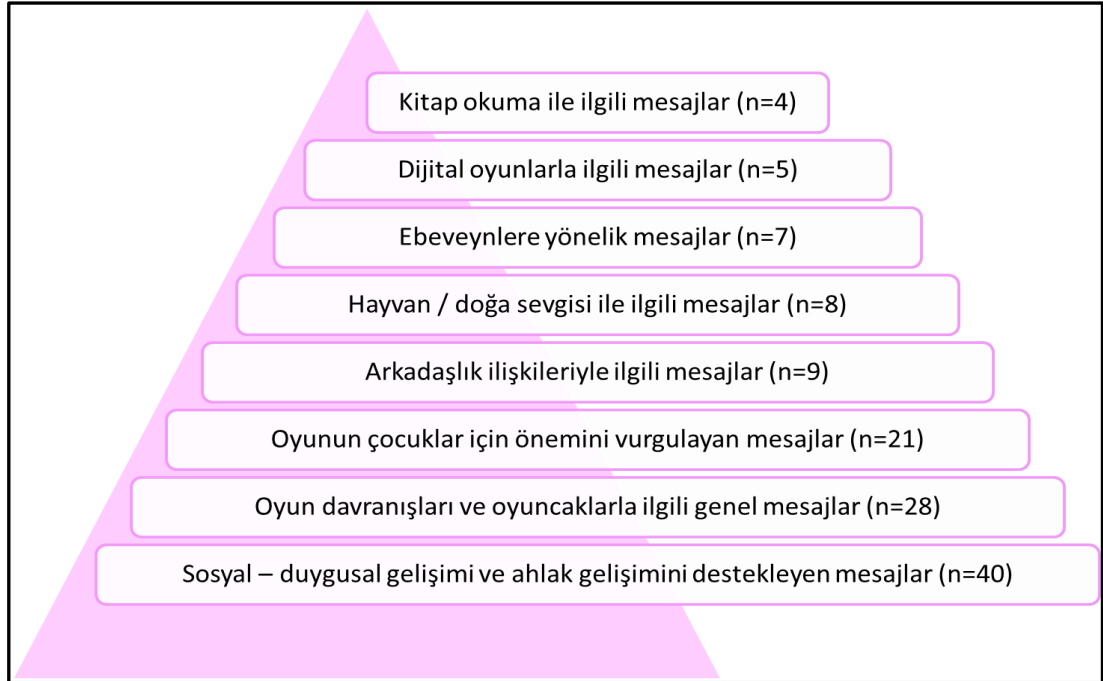 Kitap okuma ile ilgili mesajlar (n=4)
Dijital oyunlarla ilgili mesajlar (n=5)
Ebeveynlere yönelik mesajlar (n=7)
Hayvan / doğa sevgisi ile ilgili mesajlar (n=8)
Arkadaşlık ilişkileriyle ilgili mesajlar (n=9)
Oyunun çocuklar için önemini vurgulayan mesajlar (n=21)
Oyun davranışları ve oyuncaklarla ilgili genel mesajlar (n=28)
Sosyal – duygusal gelişimi ve ahlak gelişimini destekleyen mesajlar (n=40)